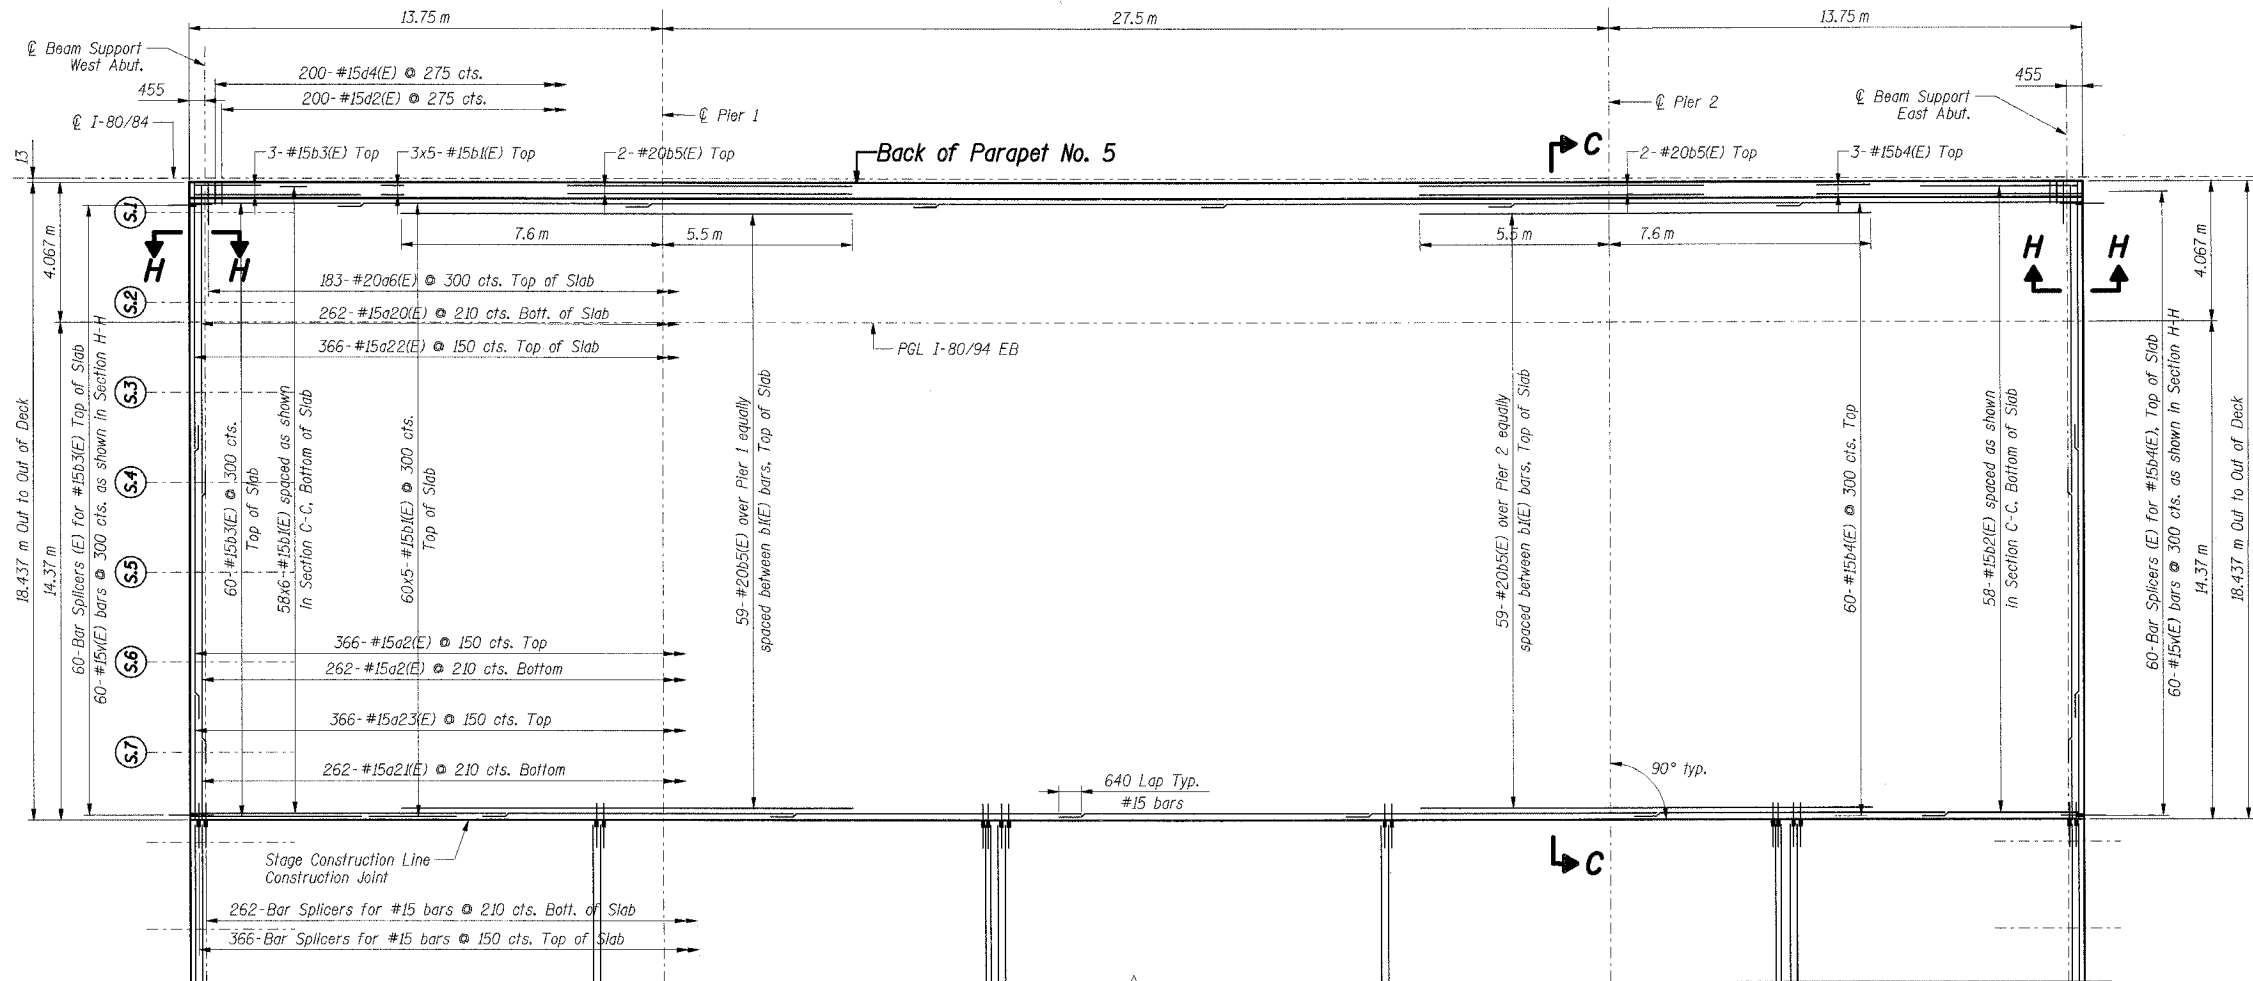 13.75 m
27.5 m
13.75 m
℄ Beam Support
West Abut.
200-#15d4(E) @ 275 cts.
455
200-#15d2(E) @ 275 cts.
℄ I-80/84
℄ Pier 1
℄ Pier 2
455
℄ Beam Support
East Abut.
13
3-#15b3(E) Top
3x5-#15b1(E) Top
2-#20b5(E) Top
Back of Parapet No. 5
C
2-#20b5(E) Top
3-#15b4(E) Top
S.1
7.6 m
5.5 m
5.5 m
7.6 m
H
H
H
H
4.067 m
4.067 m
183-#20a6(E) @ 300 cts. Top of Slab
S.2
262-#15a20(E) @ 210 cts. Bott. of Slab
366-#15a22(E) @ 150 cts. Top of Slab
PGL I-80/94 EB
S.3
S.4
S.5
S.6
S.7
18.437 m Out to Out of Deck
14.37 m
60-Bar Splicers (E) for #15b3(E) Top of Slab
60-#15v(E) bars @ 300 cts. as shown in Section H-H
60-#15b3(E) @ 300 cts.
Top of Slab
58x6-#15b1(E) spaced as shown
in Section C-C, Bottom of Slab
60x5-#15b1(E) @ 300 cts.
Top of Slab
59-#20b5(E) over Pier 1 equally
spaced between b1(E) bars, Top of Slab
59-#20b5(E) over Pier 2 equally
spaced between b1(E) bars, Top of Slab
60-#15b4(E) @ 300 cts. Top
58-#15b2(E) spaced as shown
in Section C-C, Bottom of Slab
60-Bar Splicers (E) for #15b4(E), Top of Slab
60-#15v(E) bars @ 300 cts. as shown in Section H-H
14.37 m
18.437 m Out to Out of Deck
366-#15a2(E) @ 150 cts. Top
262-#15a2(E) @ 210 cts. Bottom
366-#15a23(E) @ 150 cts. Top
262-#15a21(E) @ 210 cts. Bottom
640 Lap Typ.
#15 bars
90° typ.
Stage Construction Line
Construction Joint
C
262-Bar Splicers for #15 bars @ 210 cts. Bott. of Slab
366-Bar Splicers for #15 bars @ 150 cts. Top of Slab